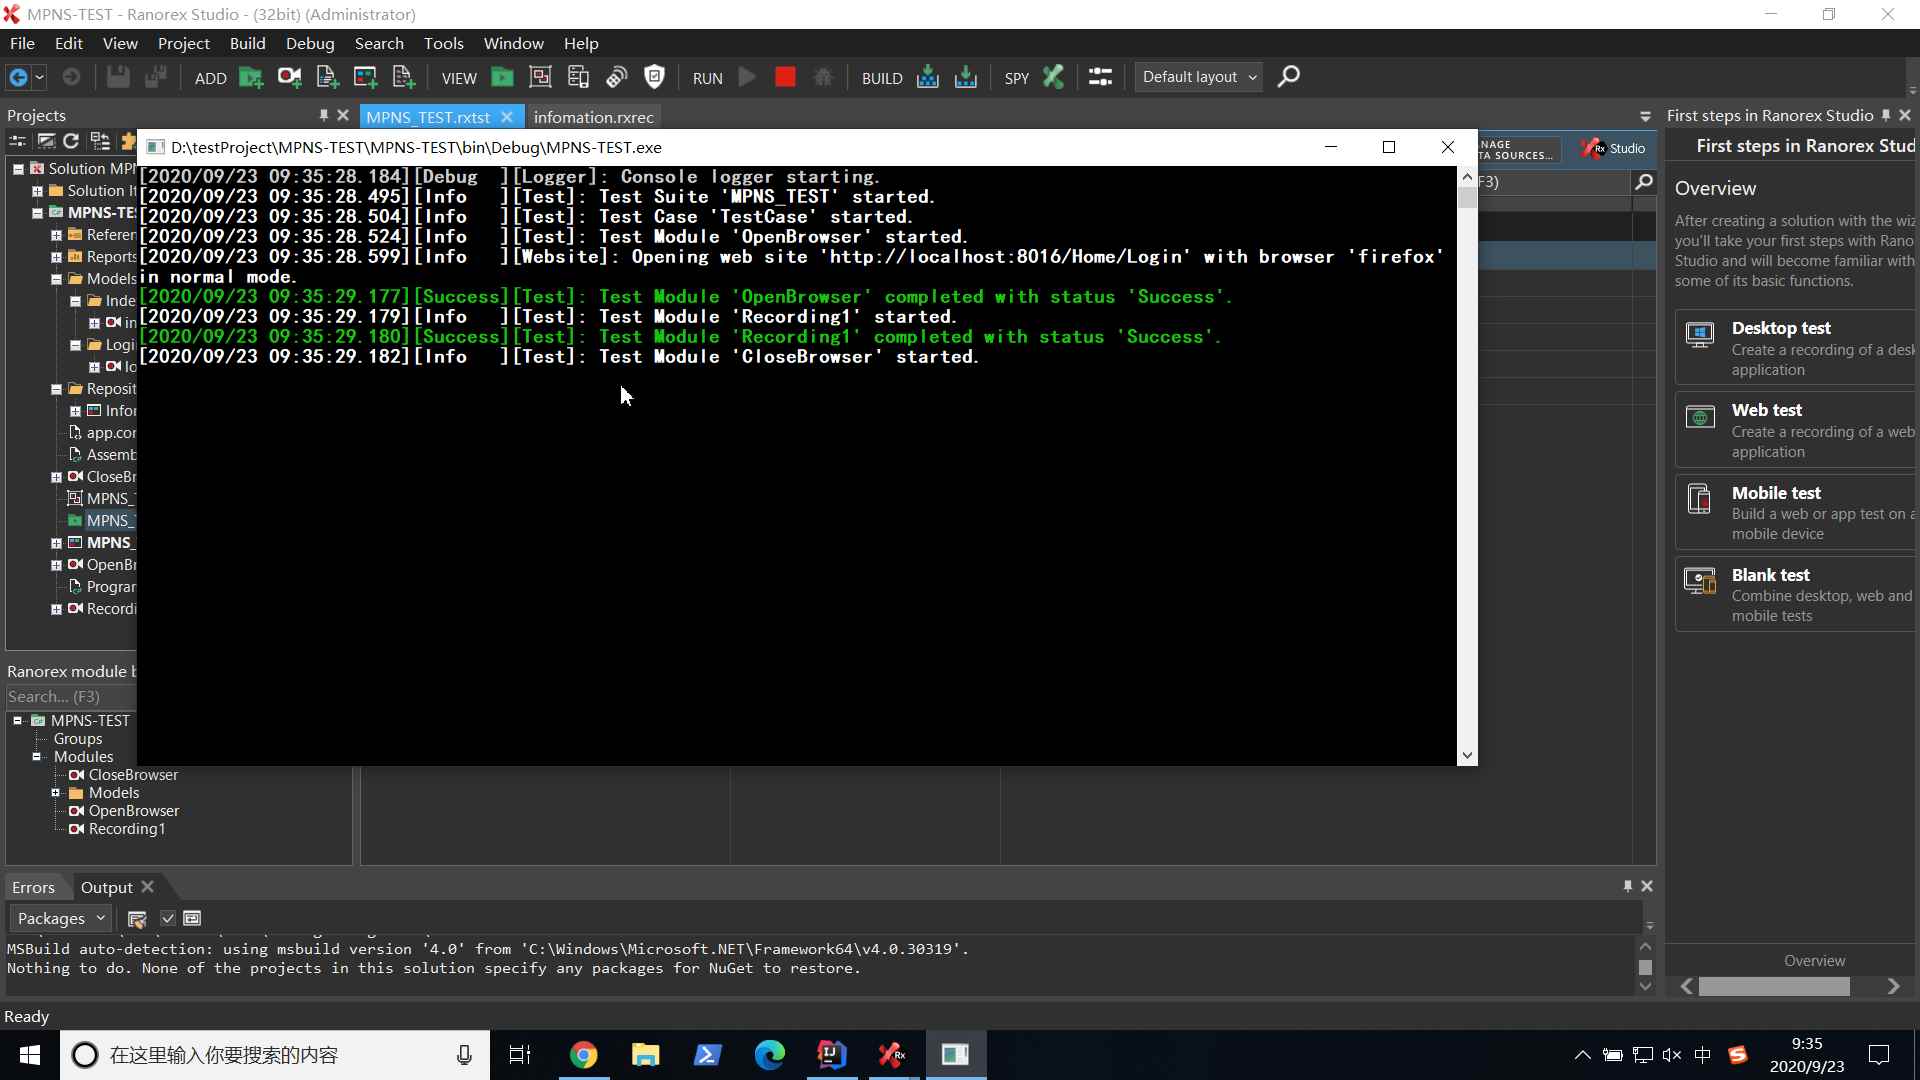 MPNS-TEST - Ranorex Studio - (32bit) (Administrator)
File Edit View Project Build Debug Search Tools Window Help
ADD VIEW RUN BUILD SPY Default layout
Projects
MPNS_TEST.rxtst
infomation.rxrec
First steps in Ranorex Studio
D:\testProject\MPNS-TEST\MPNS-TEST\bin\Debug\MPNS-TEST.exe
[2020/09/23 09:35:28.184][Debug  ][Logger]: Console logger starting.
[2020/09/23 09:35:28.495][Info   ][Test]: Test Suite 'MPNS_TEST' started.
[2020/09/23 09:35:28.504][Info   ][Test]: Test Case 'TestCase' started.
[2020/09/23 09:35:28.524][Info   ][Test]: Test Module 'OpenBrowser' started.
[2020/09/23 09:35:28.599][Info   ][Website]: Opening web site 'http://localhost:8016/Home/Login' with browser 'firefox'
in normal mode.
[2020/09/23 09:35:29.177][Success][Test]: Test Module 'OpenBrowser' completed with status 'Success'.
[2020/09/23 09:35:29.179][Info   ][Test]: Test Module 'Recording1' started.
[2020/09/23 09:35:29.180][Success][Test]: Test Module 'Recording1' completed with status 'Success'.
[2020/09/23 09:35:29.182][Info   ][Test]: Test Module 'CloseBrowser' started.
Solution MP
Solution It
MPNS-TE
Referen
Reports
Models
Inde
in
Logi
lo
Reposit
Infor
app.cor
Assemb
CloseBr
MPNS_
MPNS_
MPNS_
OpenBr
Program
Recordi
NAGE
TA SOURCES...
Studio
F3)
First steps in Ranorex Stud
Overview
After creating a solution with the wiz
you'll take your first steps with Rano
Studio and will become familiar with
some of its basic functions.
Desktop test
Create a recording of a desk
application
Web test
Create a recording of a web
application
Mobile test
Build a web or app test on a
mobile device
Blank test
Combine desktop, web and
mobile tests
Overview
Ranorex module b
Search... (F3)
MPNS-TEST
Groups
Modules
CloseBrowser
Models
OpenBrowser
Recording1
Errors
Output
Packages
MSBuild auto-detection: using msbuild version '4.0' from 'C:\Windows\Microsoft.NET\Framework64\v4.0.30319'.
Nothing to do. None of the projects in this solution specify any packages for NuGet to restore.
Ready
在这里输入你要搜索的内容
中
9:35
2020/9/23